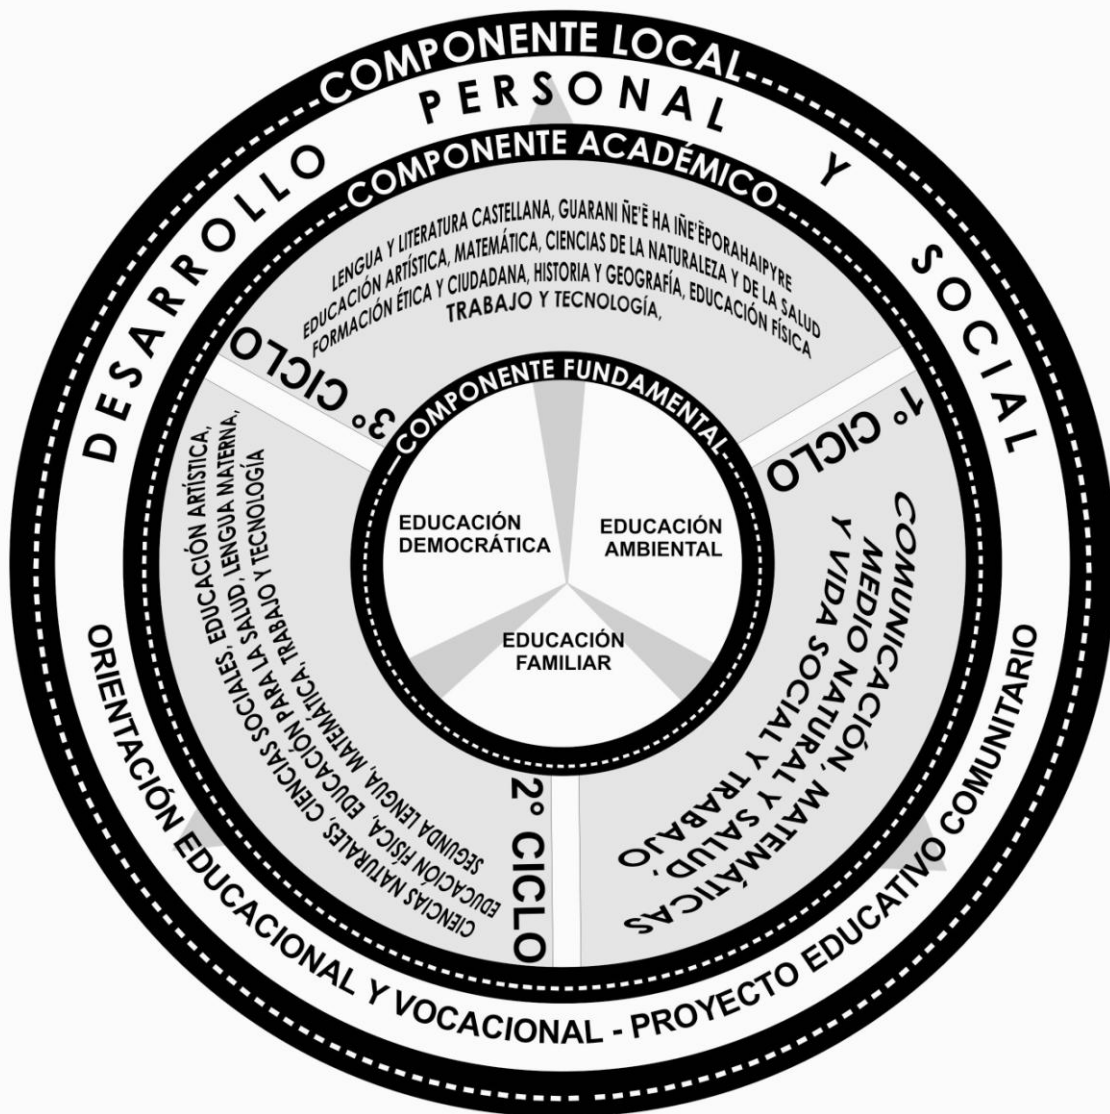 COMPONENTE LOCAL
DESARROLLO PERSONAL Y SOCIAL
COMPONENTE ACADÉMICO
LENGUA Y LITERATURA CASTELLANA, GUARANI ÑE'Ẽ HA IÑE'ẼPORAHAIPYRE
EDUCACIÓN ARTÍSTICA, MATEMÁTICA, CIENCIAS DE LA NATURALEZA Y DE LA SALUD
FORMACIÓN ÉTICA Y CIUDADANA, HISTORIA Y GEOGRAFÍA, EDUCACIÓN FÍSICA
TRABAJO Y TECNOLOGÍA,
3° CICLO
1° CICLO
COMUNICACIÓN, MATEMÁTICAS
MEDIO NATURAL Y SALUD,
Y VIDA SOCIAL Y TRABAJO
2° CICLO
CIENCIAS NATURALES, CIENCIAS SOCIALES, EDUCACIÓN ARTÍSTICA,
EDUCACIÓN FÍSICA, EDUCACIÓN PARA LA SALUD, LENGUA MATERNA,
SEGUNDA LENGUA, MATEMÁTICA, TRABAJO Y TECNOLOGÍA
COMPONENTE FUNDAMENTAL
EDUCACIÓN
DEMOCRÁTICA
EDUCACIÓN
AMBIENTAL
EDUCACIÓN
FAMILIAR
ORIENTACIÓN EDUCACIONAL Y VOCACIONAL - PROYECTO EDUCATIVO COMUNITARIO